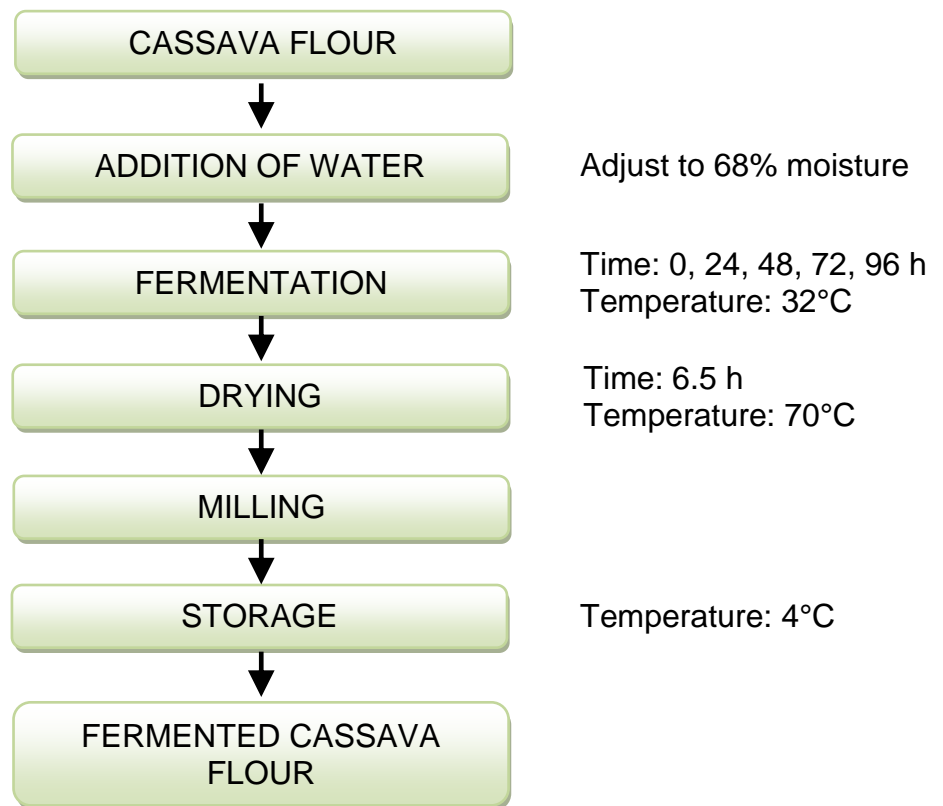 CASSAVA FLOUR
ADDITION OF WATER
Adjust to 68% moisture
FERMENTATION
Time: 0, 24, 48, 72, 96 h
Temperature: 32°C
DRYING
Time: 6.5 h
Temperature: 70°C
MILLING
STORAGE
Temperature: 4°C
FERMENTED CASSAVA
FLOUR